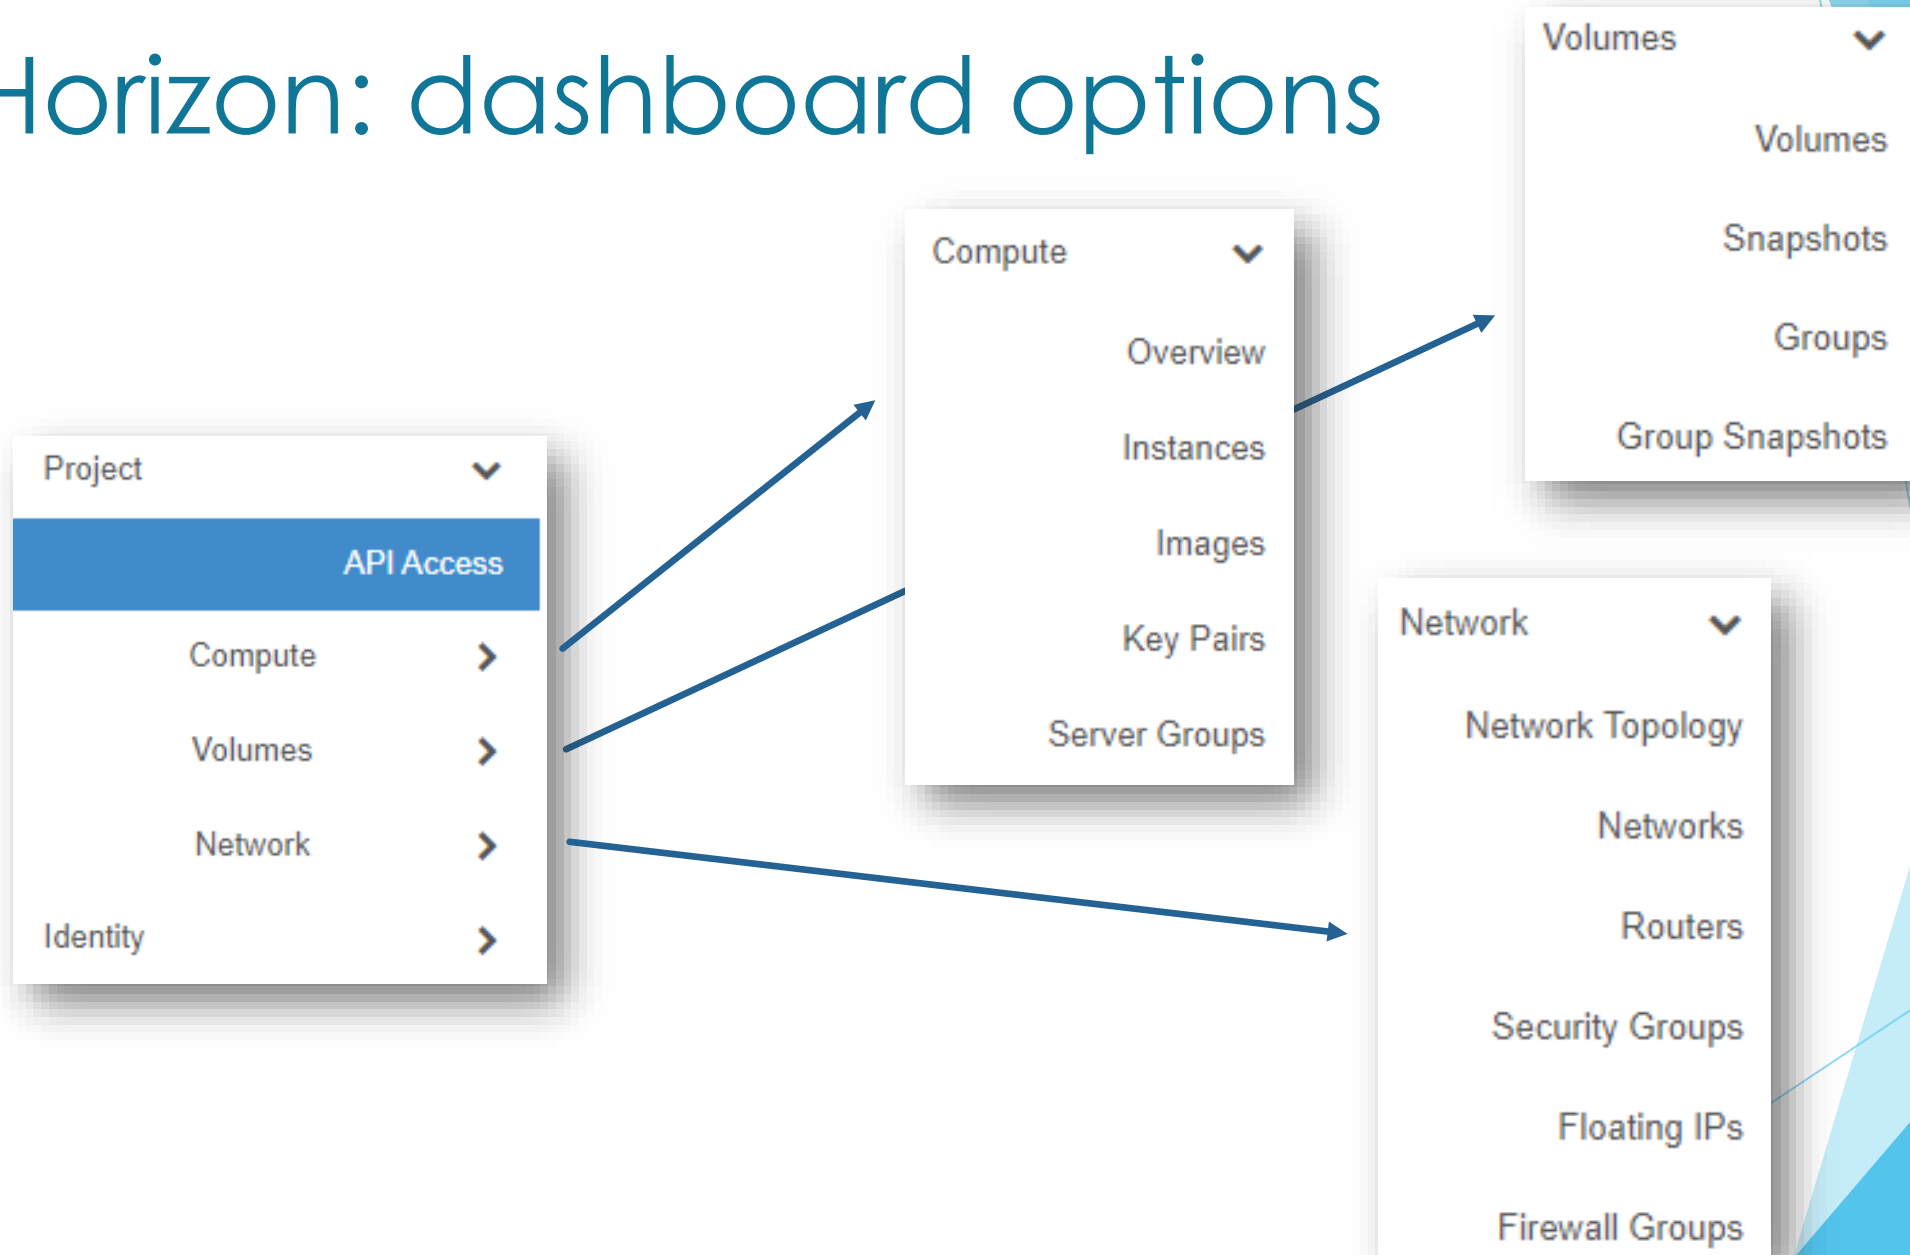 Horizon: dashboard options
Project
API Access
Compute
Volumes
Network
Identity
Compute
Overview
Instances
Images
Key Pairs
Server Groups
Volumes
Volumes
Snapshots
Groups
Group Snapshots
Network
Network Topology
Networks
Routers
Security Groups
Floating IPs
Firewall Groups